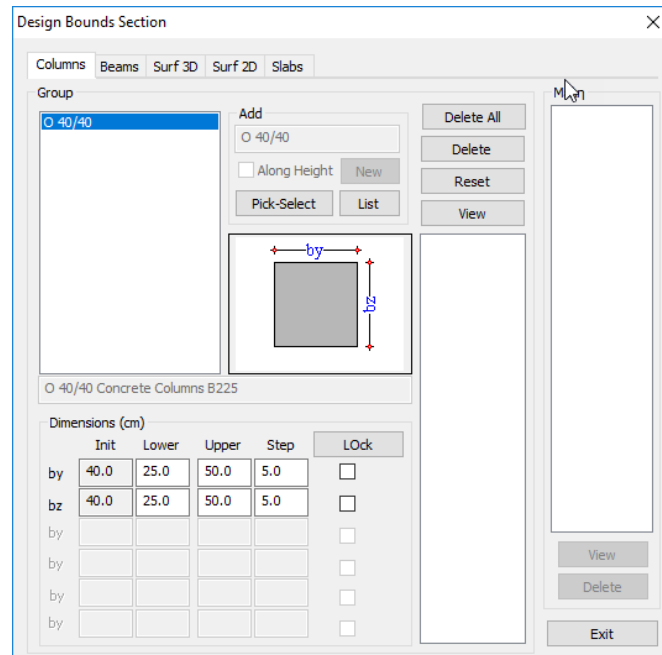 Design Bounds Section
Columns Beams Surf 3D Surf 2D Slabs
Group
O 40/40
Add
O 40/40
Along Height New
Pick-Select List
Delete All
Delete
Reset
View
by
bz
O 40/40 Concrete Columns B225
Dimensions (cm)
Init Lower Upper Step LOck
by 40.0 25.0 50.0 5.0
bz 40.0 25.0 50.0 5.0
by
by
by
by
View
Delete
Exit